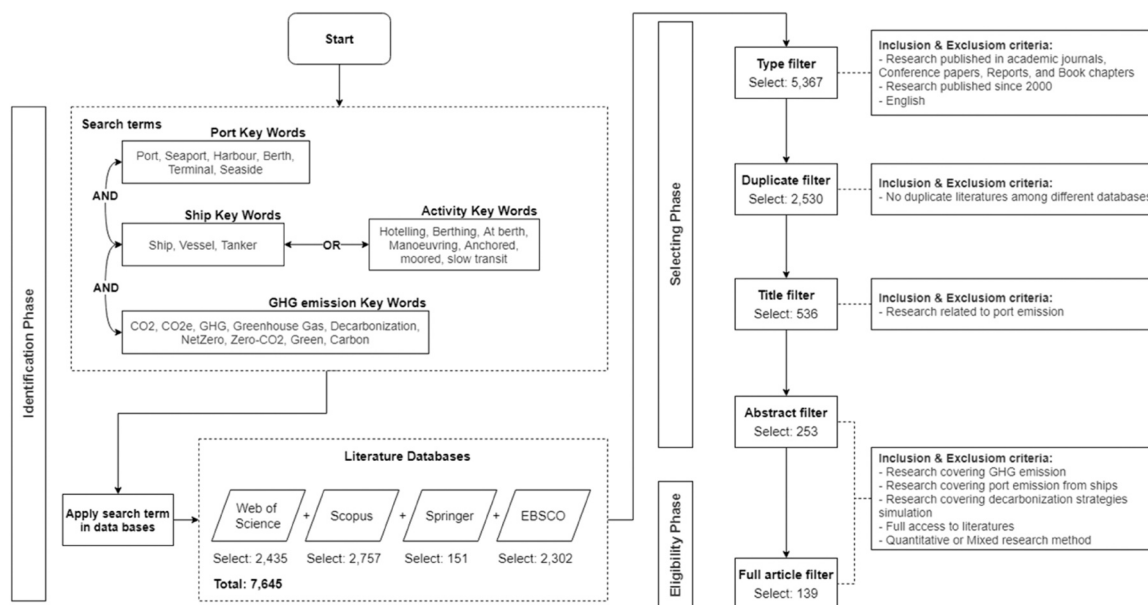 Start
Identification Phase
Search terms
Port Key Words
Port, Seaport, Harbour, Berth,
Terminal, Seaside
AND
Ship Key Words
Ship, Vessel, Tanker
OR
Activity Key Words
Hotelling, Berthing, At berth,
Manoeuvring, Anchored,
moored, slow transit
AND
GHG emission Key Words
CO2, CO2e, GHG, Greenhouse Gas, Decarbonization,
NetZero, Zero-CO2, Green, Carbon
Apply search term
in data bases
Literature Databases
Web of
Science
+
Scopus
+
Springer
+
EBSCO
Select: 2,435
Select: 2,757
Select: 151
Select: 2,302
Total: 7,645
Selecting Phase
Type filter
Select: 5,367
Inclusion & Exclusiom criteria:
- Research published in academic journals,
Conference papers, Reports, and Book chapters
- Research published since 2000
- English
Duplicate filter
Select: 2,530
Inclusion & Exclusiom criteria:
- No duplicate literatures among different databases
Title filter
Select: 536
Inclusion & Exclusiom criteria:
- Research related to port emission
Abstract filter
Select: 253
Eligibility Phase
Inclusion & Exclusiom criteria:
- Research covering GHG emission
- Research covering port emission from ships
- Research covering decarbonization strategies
simulation
- Full access to literatures
- Quantitative or Mixed research method
Full article filter
Select: 139